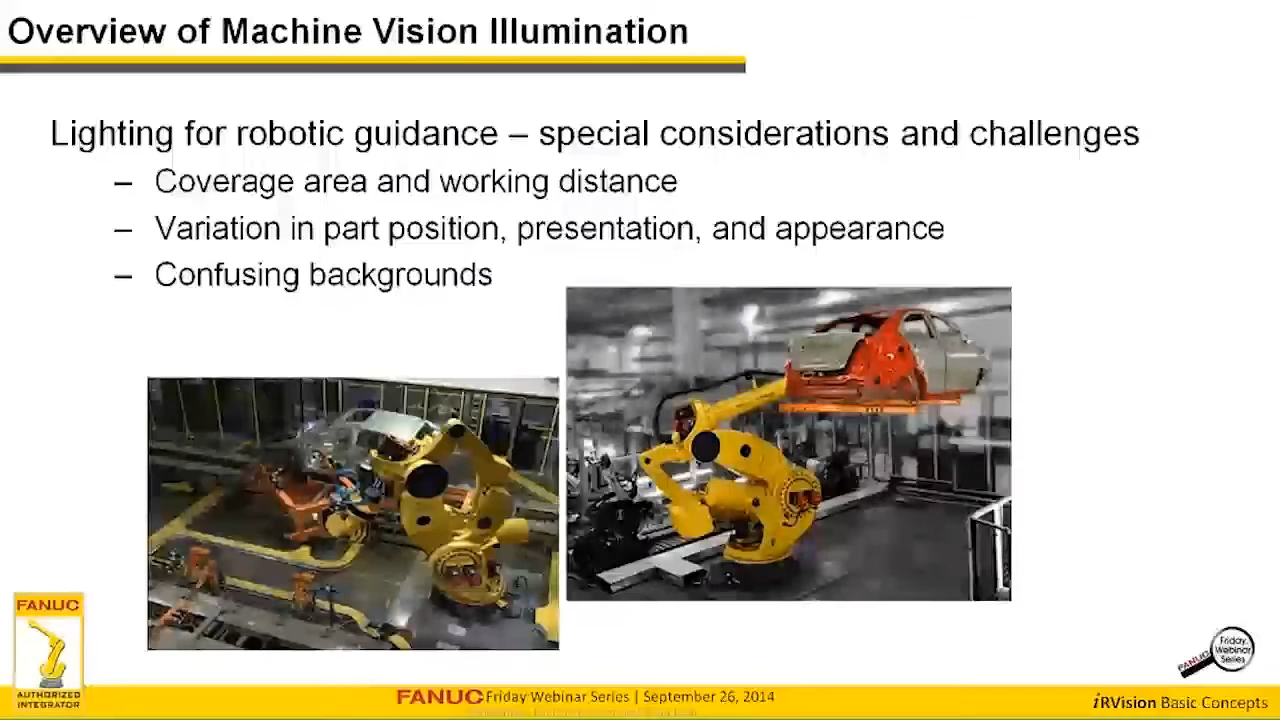 Overview of Machine Vision Illumination
Lighting for robotic guidance – special considerations and challenges
– Coverage area and working distance
– Variation in part position, presentation, and appearance
– Confusing backgrounds
FANUC
AUTHORIZED
INTEGRATOR
FANUC Friday Webinar Series | September 26, 2014
FANUC
Friday
Webinar
Series
iRVision Basic Concepts